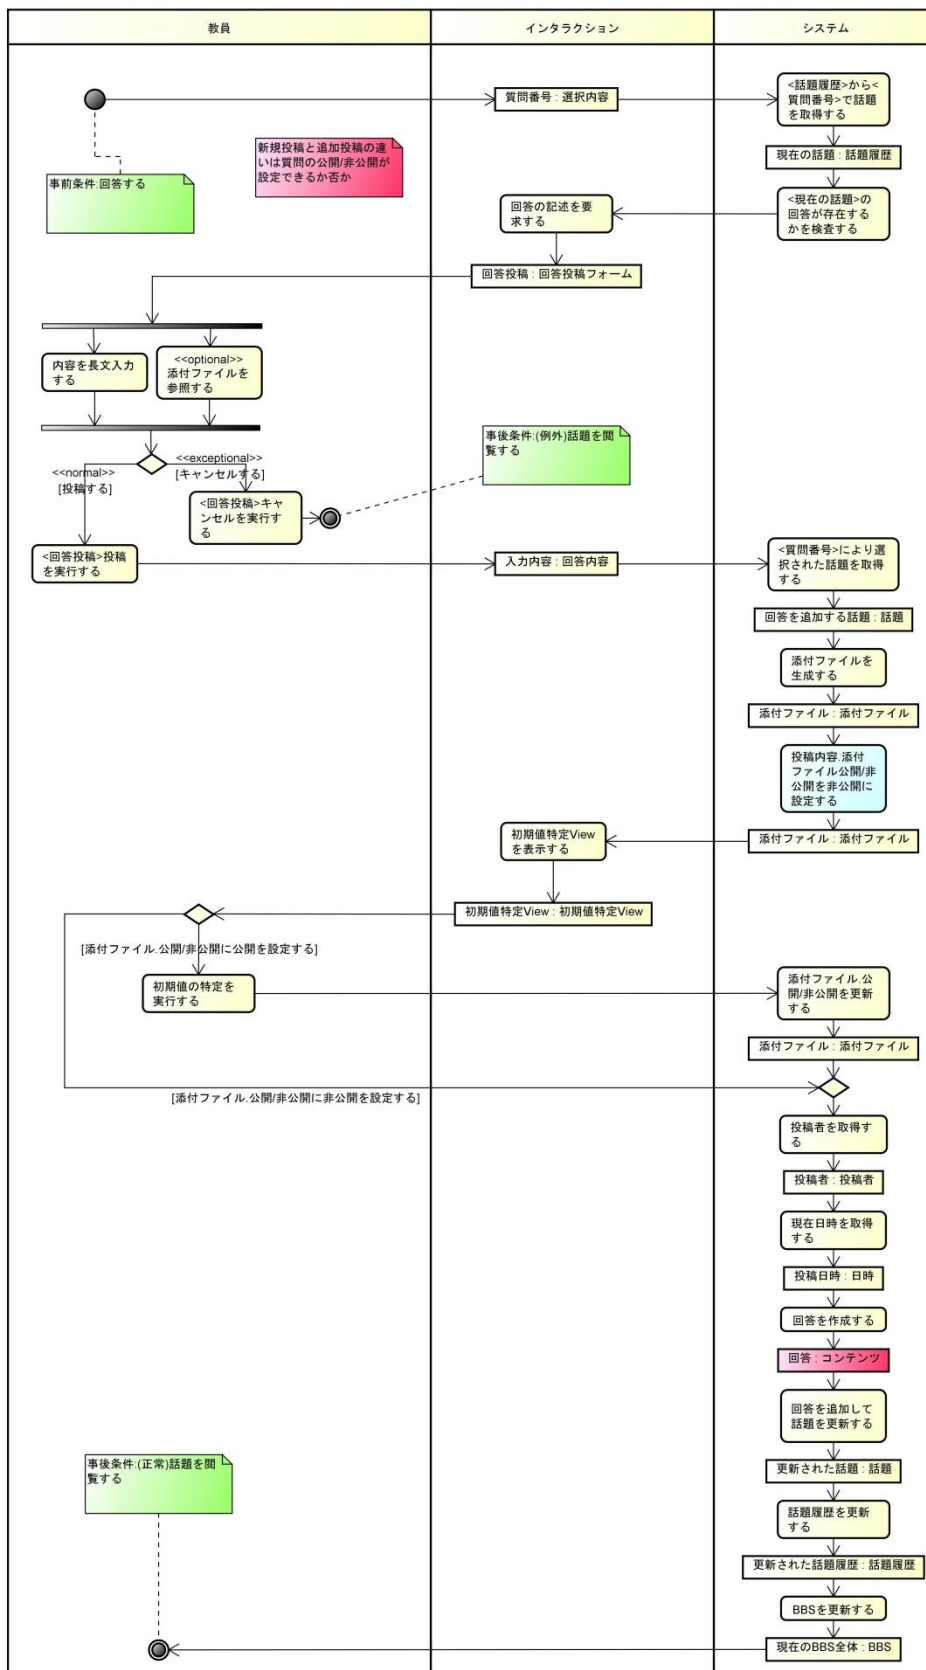 教員
インタラクション
システム
質問番号 : 選択内容
<話題履歴>から<
質問番号>で話題
を取得する
新規投稿と追加投稿の違
いは質問の公開/非公開が
設定できるか否か
現在の話題 : 話題履歴
事前条件:回答する
回答の記述を要
求する
<現在の話題>の
回答が存在する
かを検査する
回答投稿 : 回答投稿フォーム
内容を長文入力
する
<<optional>>
添付ファイルを
参照する
事後条件:(例外)話題を閲
覧する
<<normal>>
[投稿する]
<<exceptional>>
[キャンセルする]
<回答投稿>キャ
ンセルを実行す
る
<回答投稿>投稿
を実行する
入力内容 : 回答内容
<質問番号>により選
択された話題を取得
する
回答を追加する話題 : 話題
添付ファイルを
生成する
添付ファイル : 添付ファイル
投稿内容.添付
ファイル公開/非
公開を非公開に
設定する
初期値特定View
を表示する
添付ファイル : 添付ファイル
初期値特定View : 初期値特定View
[添付ファイル.公開/非公開に公開を設定する]
初期値の特定を
実行する
添付ファイル.公
開/非公開を更新
する
添付ファイル : 添付ファイル
[添付ファイル.公開/非公開に非公開を設定する]
投稿者を取得す
る
投稿者 : 投稿者
現在日時を取得
する
投稿日時 : 日時
回答を作成する
回答 : コンテンツ
回答を追加して
話題を更新する
事後条件:(正常)話題を閲
覧する
更新された話題 : 話題
話題履歴を更新
する
更新された話題履歴 : 話題履歴
BBSを更新する
現在のBBS全体 : BBS